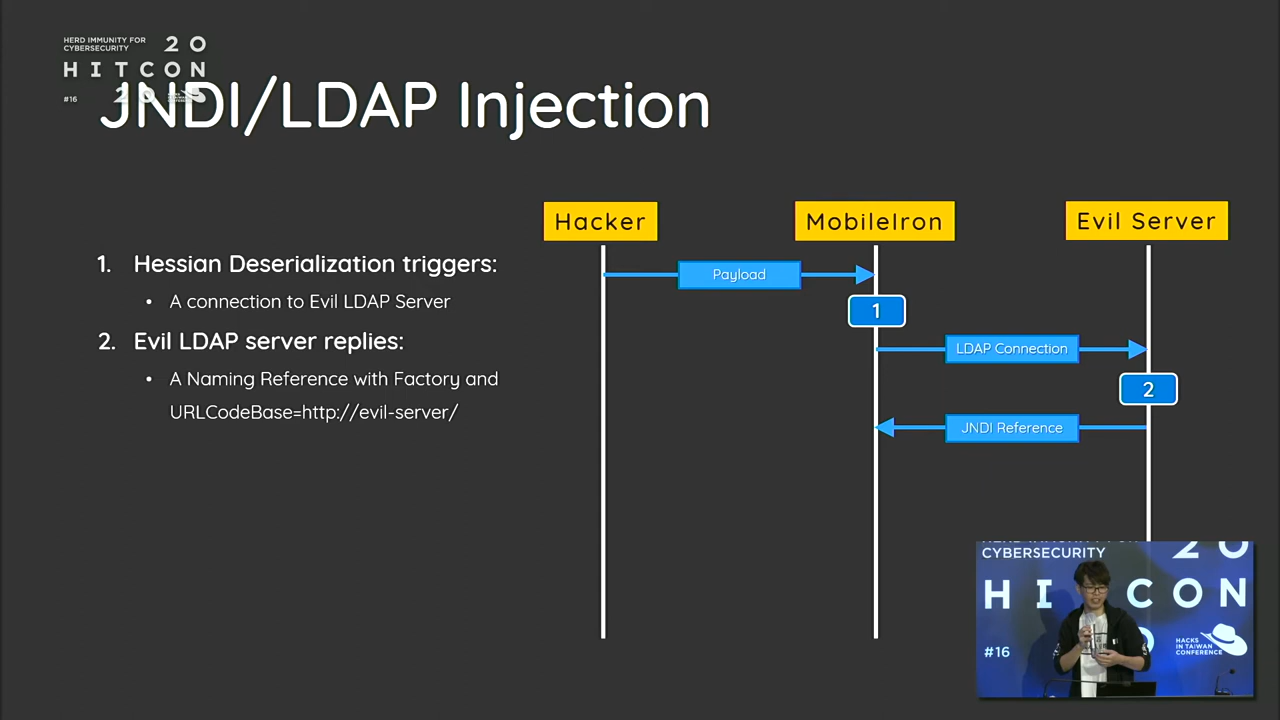 HERD IMMUNITY FOR
CYBERSECURITY
20
HITCON
#16
JNDI/LDAP Injection
1. Hessian Deserialization triggers:
• A connection to Evil LDAP Server
2. Evil LDAP server replies:
• A Naming Reference with Factory and
URLCodeBase=http://evil-server/
Hacker
MobileIron
Evil Server
Payload
1
LDAP Connection
2
JNDI Reference
CYBERSECURITY
20
HI CON
#16
HACKS
IN TAIWAN
CONFERENCE